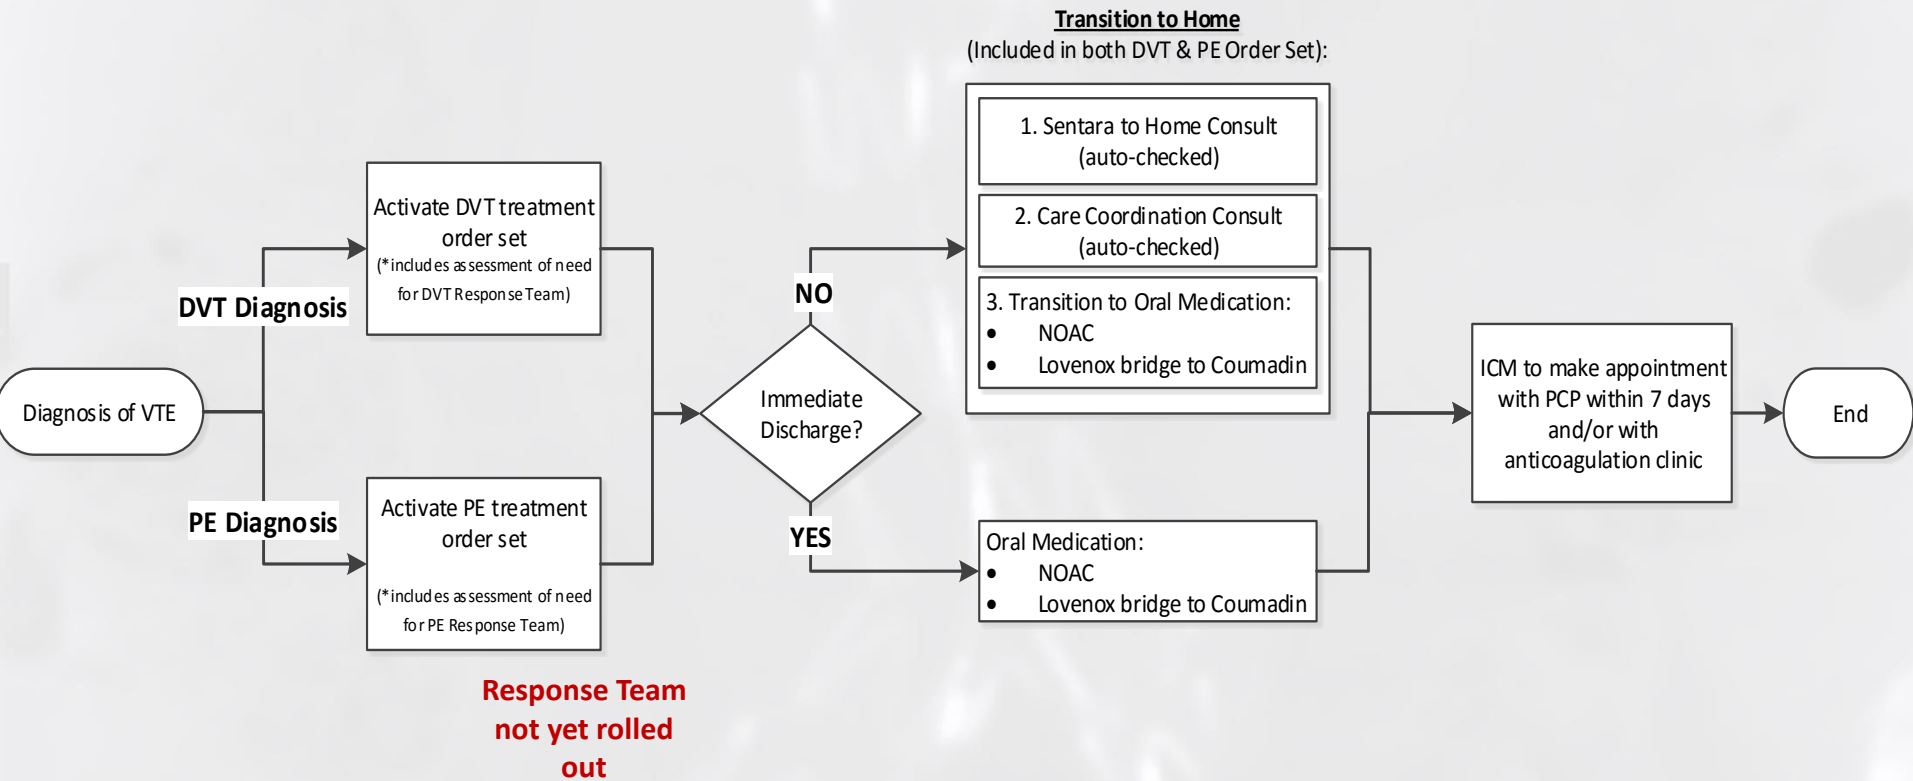 Transition to Home
(Included in both DVT & PE Order Set):
1. Sentara to Home Consult
(auto-checked)
2. Care Coordination Consult
(auto-checked)
3. Transition to Oral Medication:
• NOAC
• Lovenox bridge to Coumadin
Activate DVT treatment
order set
(*includes assessment of need
for DVT Response Team)
DVT Diagnosis
Diagnosis of VTE
PE Diagnosis
Activate PE treatment
order set
(*includes assessment of need
for PE Response Team)
Response Team
not yet rolled
out
NO
Immediate
Discharge?
YES
Oral Medication:
• NOAC
• Lovenox bridge to Coumadin
ICM to make appointment
with PCP within 7 days
and/or with
anticoagulation clinic
End